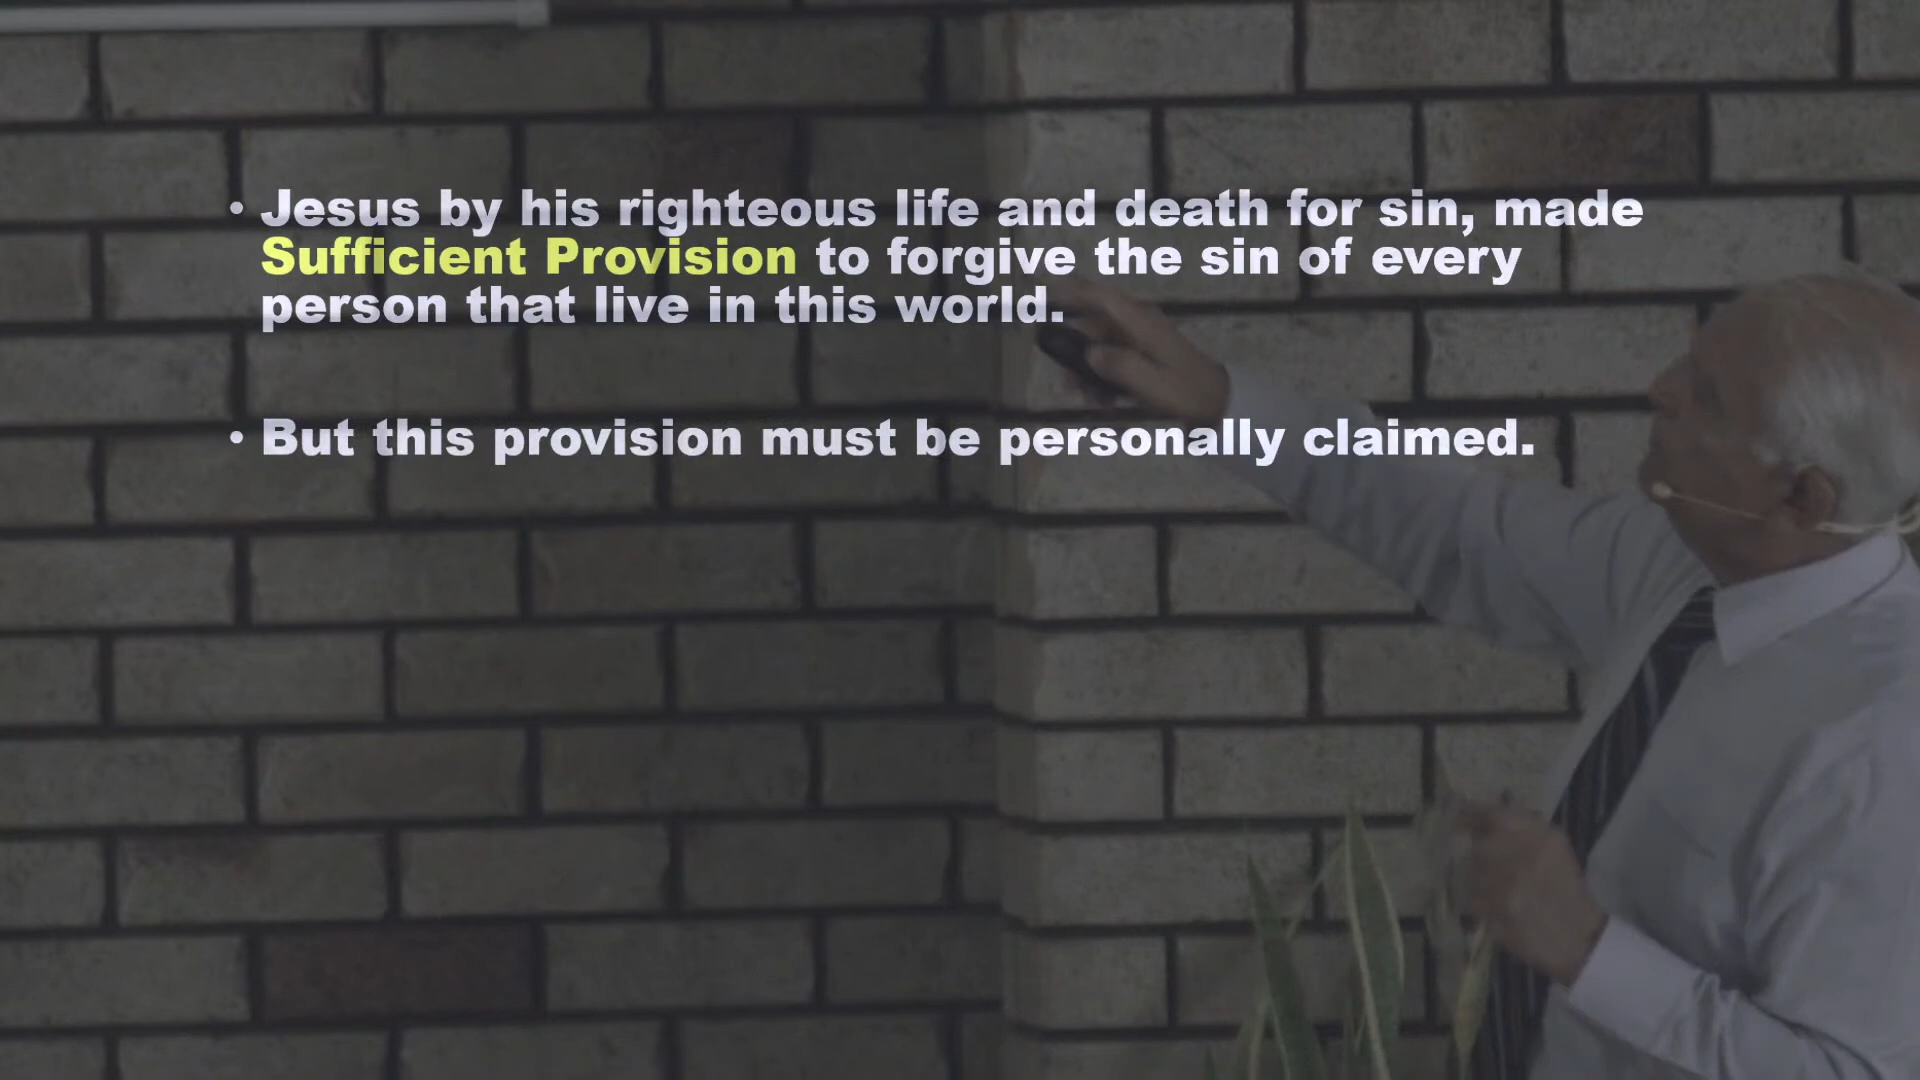 • Jesus by his righteous life and death for sin, made
Sufficient Provision to forgive the sin of every
person that live in this world.
• But this provision must be personally claimed.